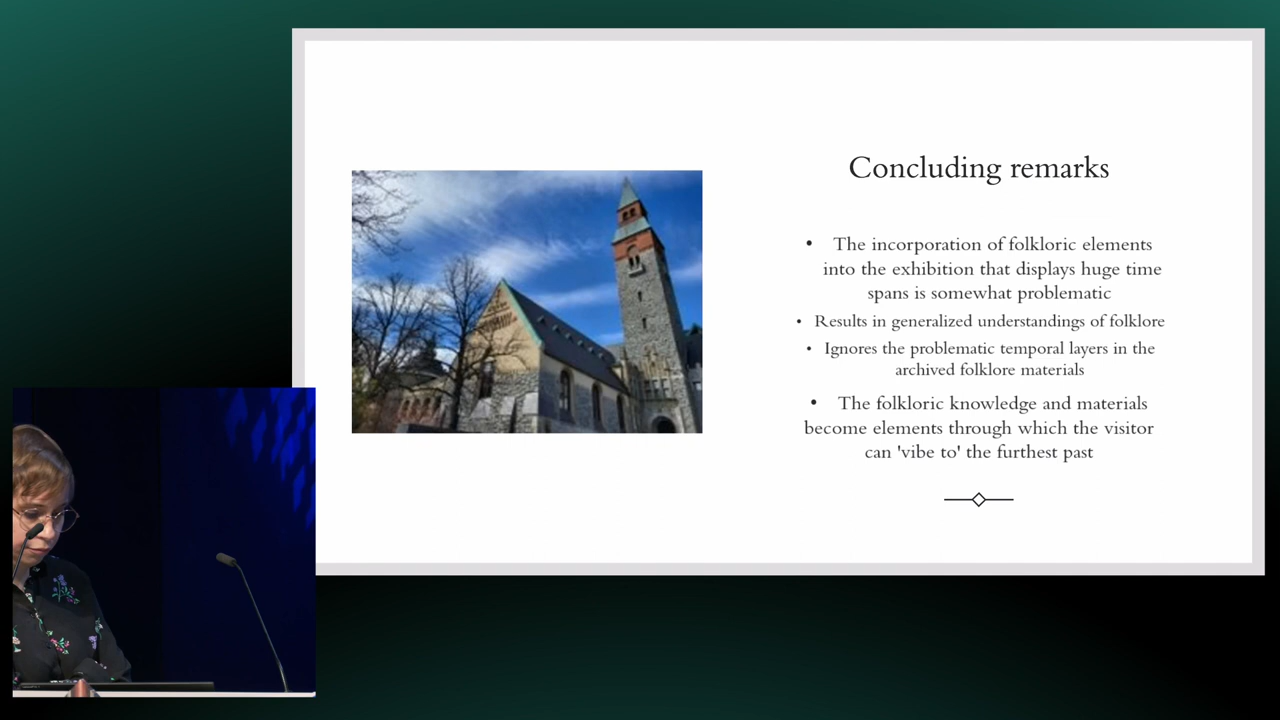 Concluding remarks
• The incorporation of folkloric elements
into the exhibition that displays huge time
spans is somewhat problematic
• Results in generalized understandings of folklore
• Ignores the problematic temporal layers in the
archived folklore materials
• The folkloric knowledge and materials
become elements through which the visitor
can 'vibe to' the furthest past